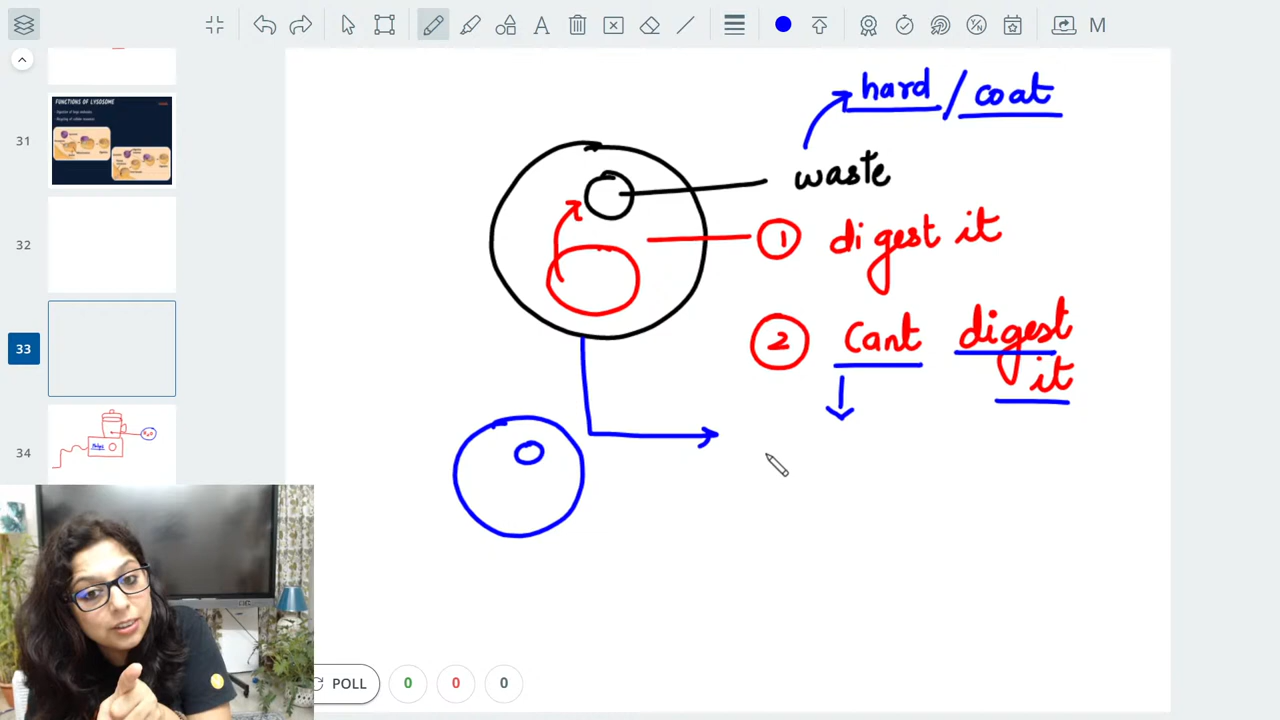 M
31
FUNCTIONS OF LYSOSOME
32
33
34
hard / coat
waste
1 digest it
2 Cant digest
it
POLL
0
0
0